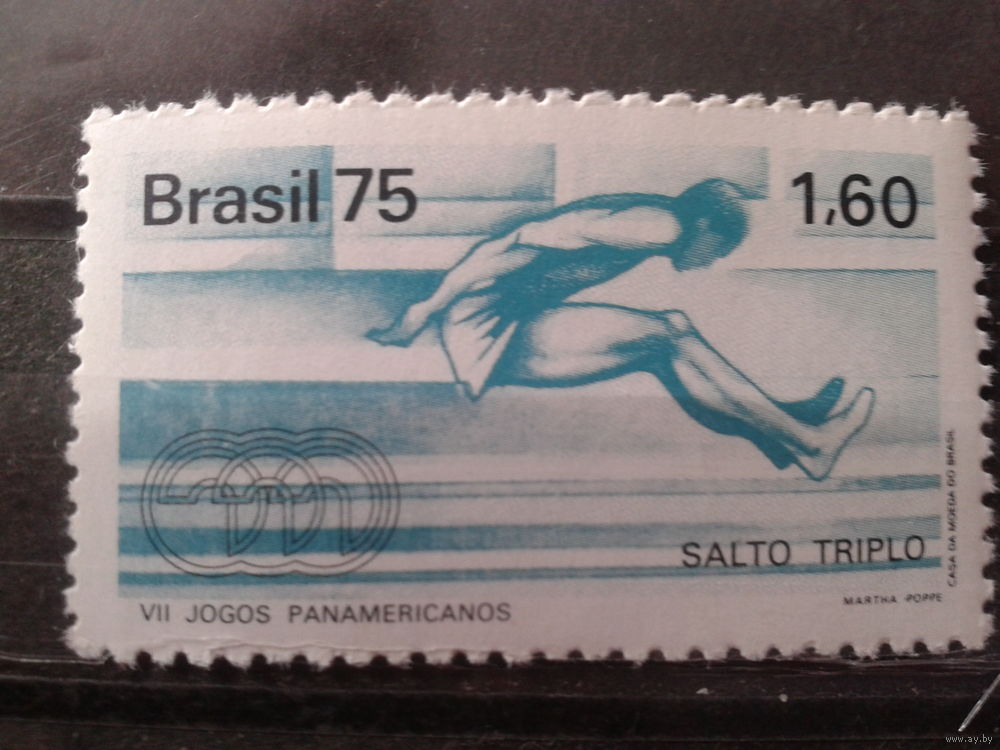 Brasil 75
1,60
SALTO TRIPLO
CASA DA MOEDA DO BRASIL
MARTHA POPPE
VII JOGOS PANAMERICANOS
www.ay.by